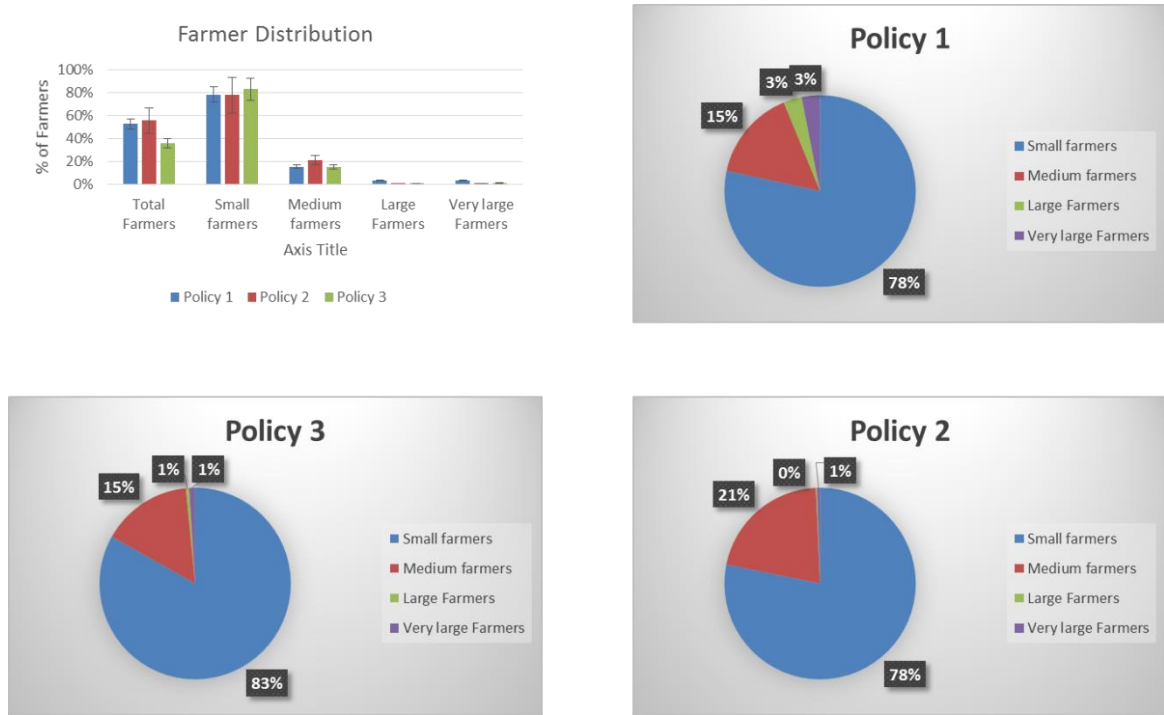 Farmer Distribution
100%
80%
60%
40%
20%
0%
% of Farmers
Total Farmers
Small farmers
Medium farmers
Large Farmers
Very large Farmers
Axis Title
Policy 1 Policy 2 Policy 3
Policy 1
3% 3%
15%
78%
Small farmers
Medium farmers
Large Farmers
Very large Farmers
Policy 3
1% 1%
15%
83%
Small farmers
Medium farmers
Large Farmers
Very large Farmers
Policy 2
0% 1%
21%
78%
Small farmers
Medium farmers
Large Farmers
Very large Farmers